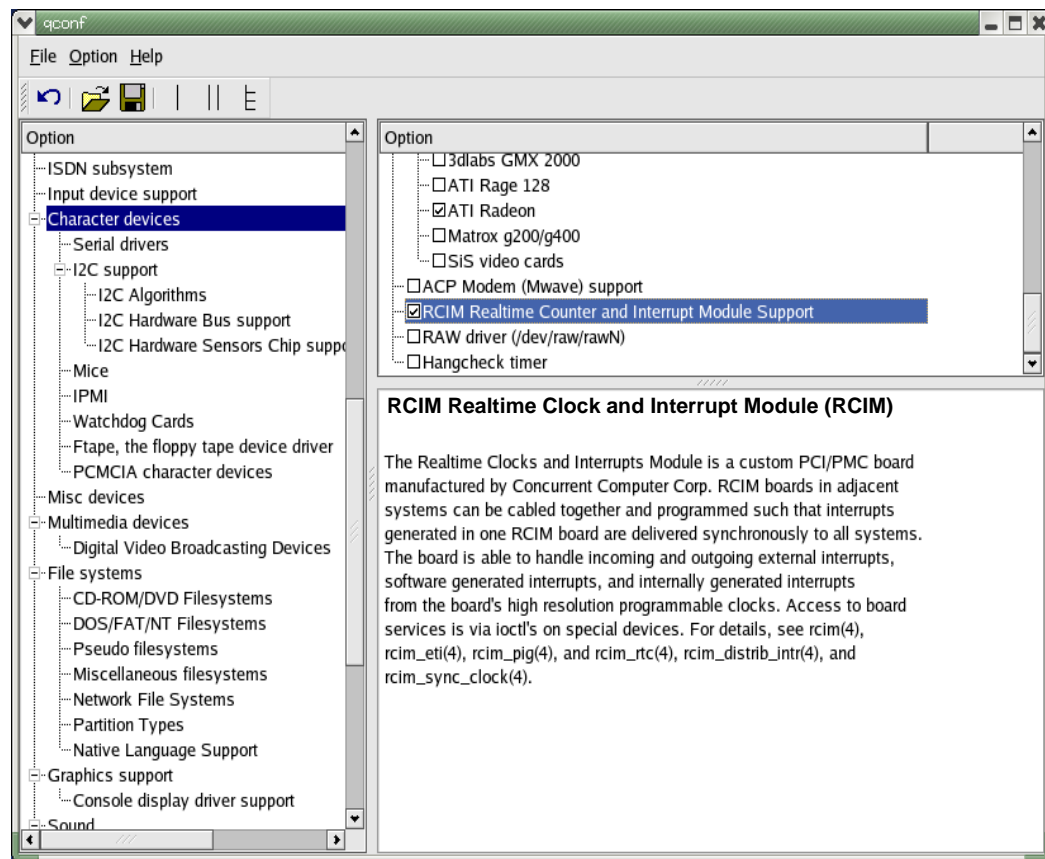 qconf
File Option Help
Option
ISDN subsystem
Input device support
Character devices
Serial drivers
I2C support
I2C Algorithms
I2C Hardware Bus support
I2C Hardware Sensors Chip suppo
Mice
IPMI
Watchdog Cards
Ftape, the floppy tape device driver
PCMCIA character devices
Misc devices
Multimedia devices
Digital Video Broadcasting Devices
File systems
CD-ROM/DVD Filesystems
DOS/FAT/NT Filesystems
Pseudo filesystems
Miscellaneous filesystems
Network File Systems
Partition Types
Native Language Support
Graphics support
Console display driver support
Sound
Option
3dlabs GMX 2000
ATI Rage 128
ATI Radeon
Matrox g200/g400
SiS video cards
ACP Modem (Mwave) support
RCIM Realtime Counter and Interrupt Module Support
RAW driver (/dev/raw/rawN)
Hangcheck timer
RCIM Realtime Clock and Interrupt Module (RCIM)
The Realtime Clocks and Interrupts Module is a custom PCI/PMC board
manufactured by Concurrent Computer Corp. RCIM boards in adjacent
systems can be cabled together and programmed such that interrupts
generated in one RCIM board are delivered synchronously to all systems.
The board is able to handle incoming and outgoing external interrupts,
software generated interrupts, and internally generated interrupts
from the board's high resolution programmable clocks. Access to board
services is via ioctl's on special devices. For details, see rcim(4),
rcim_eti(4), rcim_pig(4), and rcim_rtc(4), rcim_distrib_intr(4), and
rcim_sync_clock(4).